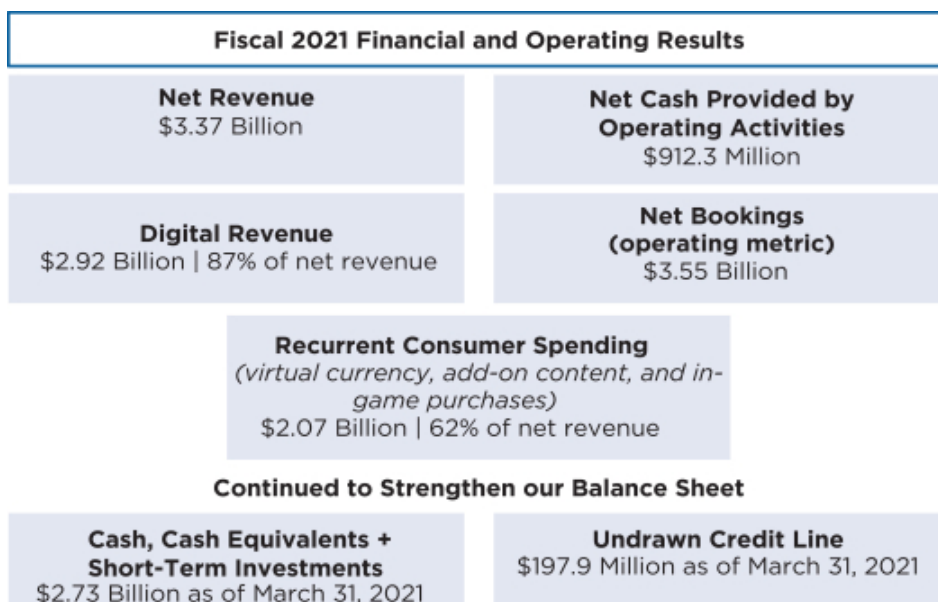 Fiscal 2021 Financial and Operating Results
Net Revenue
$3.37 Billion
Net Cash Provided by
Operating Activities
$912.3 Million
Digital Revenue
$2.92 Billion | 87% of net revenue
Net Bookings
(operating metric)
$3.55 Billion
Recurrent Consumer Spending
(virtual currency, add-on content, and in-
game purchases)
$2.07 Billion | 62% of net revenue
Continued to Strengthen our Balance Sheet
Cash, Cash Equivalents +
Short-Term Investments
$2.73 Billion as of March 31, 2021
Undrawn Credit Line
$197.9 Million as of March 31, 2021